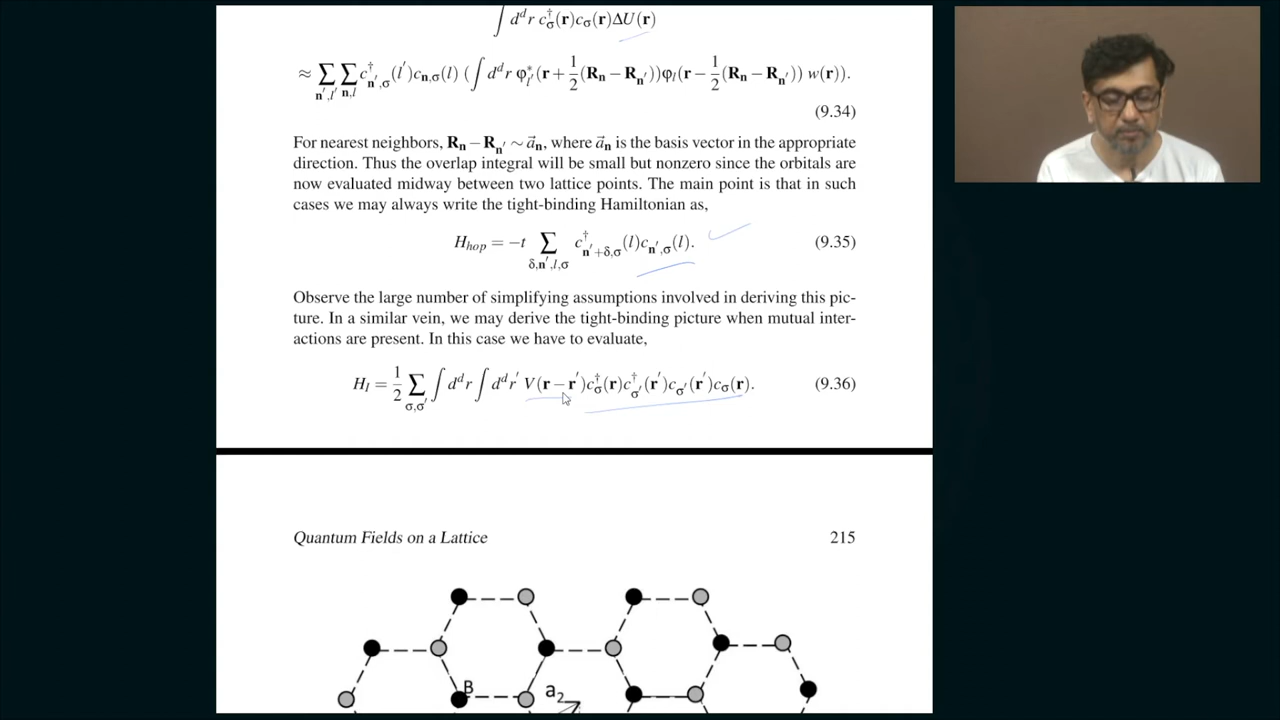 ∫ d^d r c†_σ(r)c_σ(r)ΔU(r)
≈ ∑_{n′,l′} ∑_{n,l} c†_{n′,σ}(l′)c_{n,σ}(l) (∫ d^d r φ*_{l′}(r + 1/2(R_n − R_{n′}))φ_l(r − 1/2(R_n − R_{n′})) w(r)).
(9.34)
For nearest neighbors, R_n − R_{n′} ∼ a⃗_n, where a⃗_n is the basis vector in the appropriate
direction. Thus the overlap integral will be small but nonzero since the orbitals are
now evaluated midway between two lattice points. The main point is that in such
cases we may always write the tight-binding Hamiltonian as,
H_{hop} = −t ∑_{δ,n′,l,σ} c†_{n′+δ,σ}(l)c_{n′,σ}(l). (9.35)
Observe the large number of simplifying assumptions involved in deriving this pic-
ture. In a similar vein, we may derive the tight-binding picture when mutual inter-
actions are present. In this case we have to evaluate,
H_I = 1/2 ∑_{σ,σ′} ∫ d^d r ∫ d^d r′ V(r − r′)c†_σ(r)c†_{σ′}(r′)c_{σ′}(r′)c_σ(r). (9.36)
Quantum Fields on a Lattice 215
B a₂